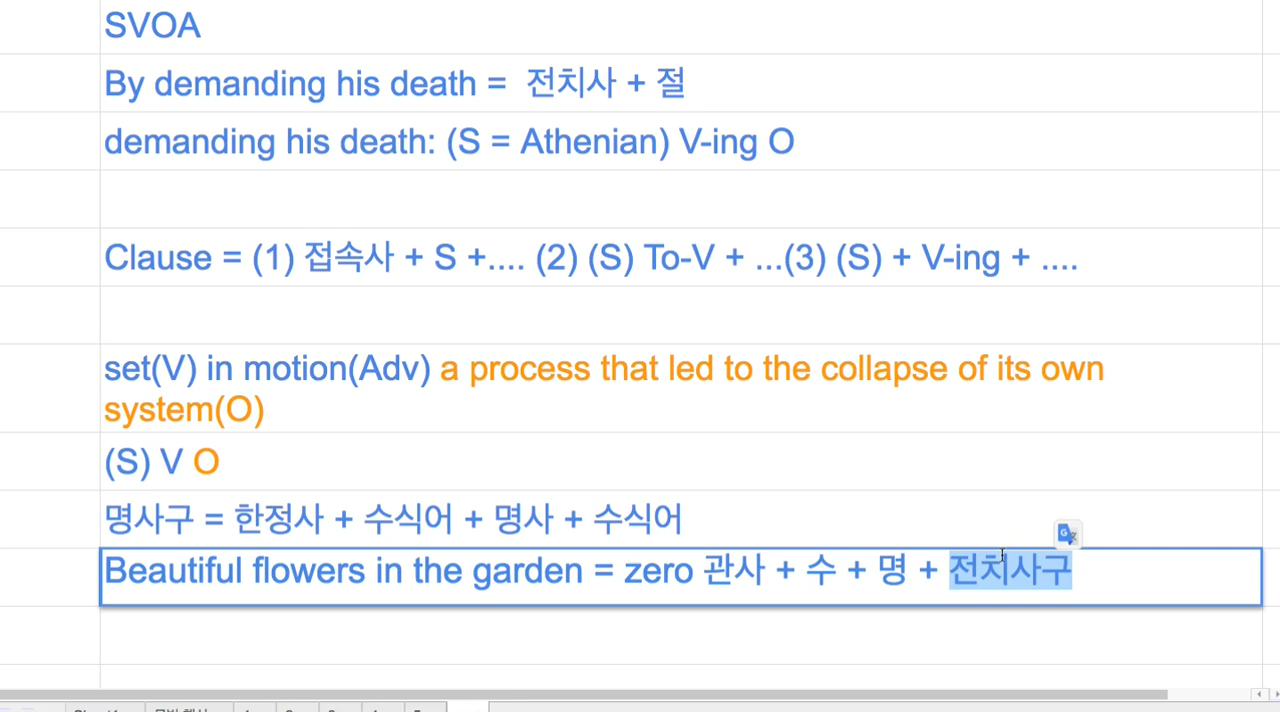 SVOA
By demanding his death = 전치사 + 절
demanding his death: (S = Athenian) V-ing O
Clause = (1) 접속사 + S +.... (2) (S) To-V + ...(3) (S) + V-ing + ....
set(V) in motion(Adv) a process that led to the collapse of its own
system(O)
(S) V O
명사구 = 한정사 + 수식어 + 명사 + 수식어
Beautiful flowers in the garden = zero 관사 + 수 + 명 + 전치사구